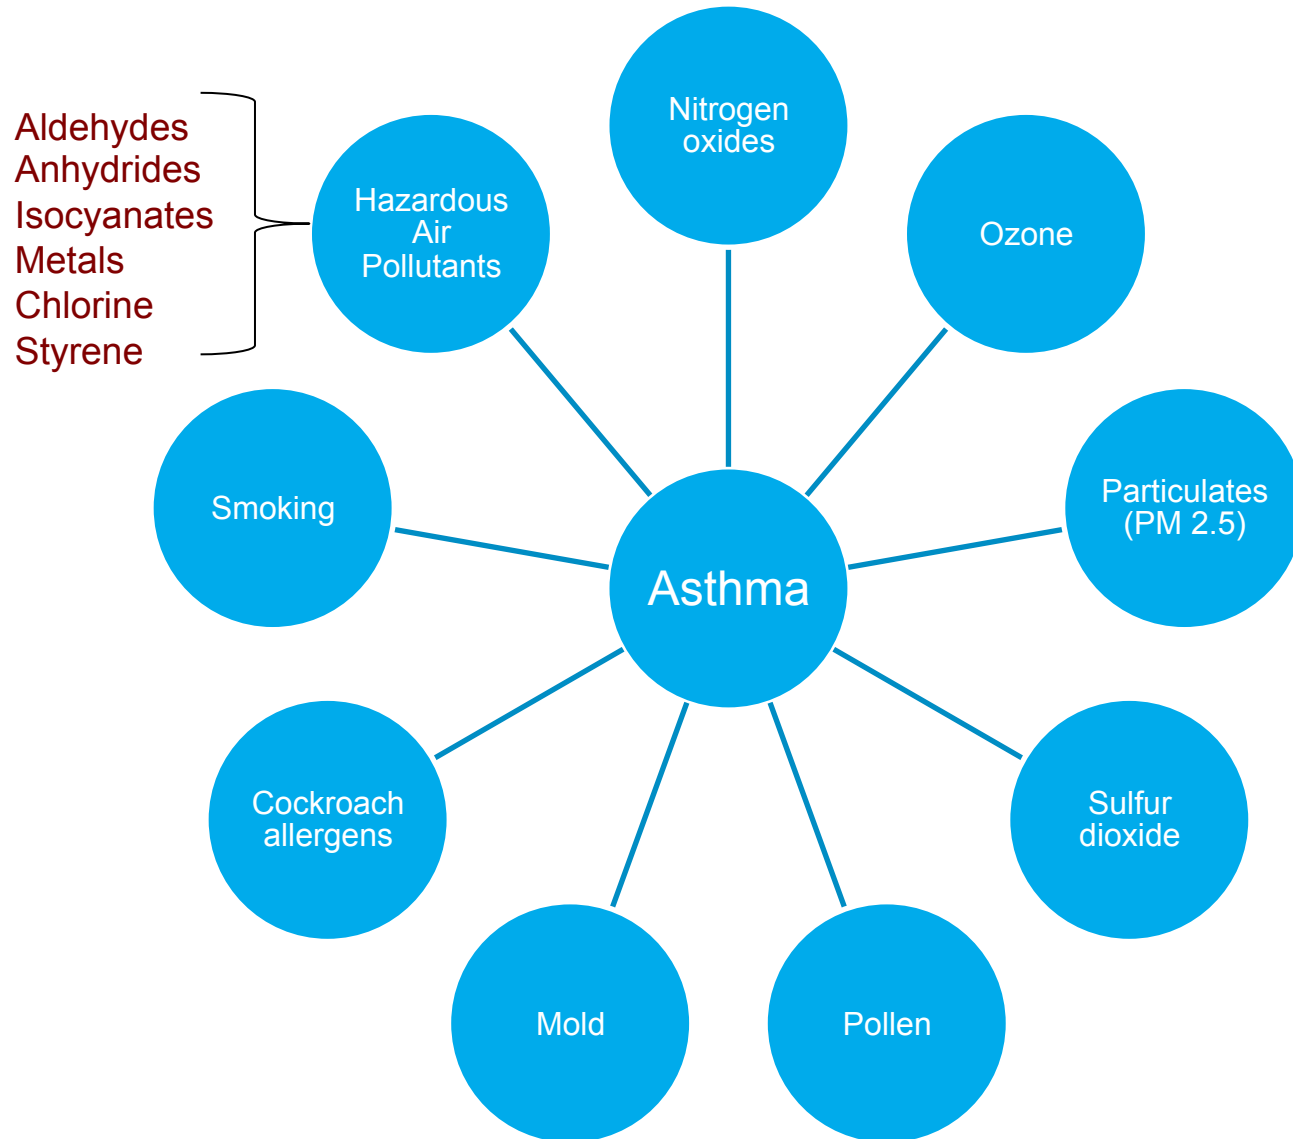 Aldehydes
Anhydrides
Isocyanates
Metals
Chlorine
Styrene
Hazardous
Air
Pollutants
Nitrogen
oxides
Ozone
Particulates
(PM 2.5)
Sulfur
dioxide
Pollen
Mold
Cockroach
allergens
Smoking
Asthma